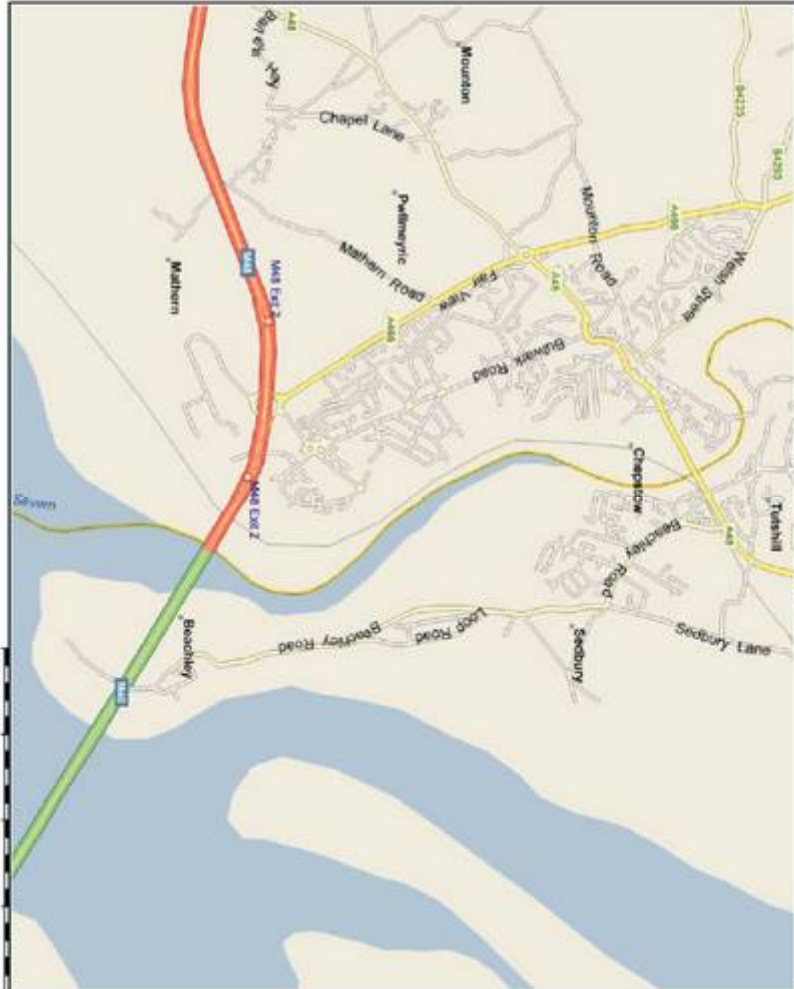 A48
Mounton
B4235
B4293
Chapel Lane
Pwllmeyric
Mounton Road
A466
Welsh Street
Mathern Road
Fair View
A48
M48
M48 Exit 2
Mathern
A466
Bulwark Road
M48 Exit 2
Severn
Chepstow
Tutshill
Beachley Road
A48
Beachley
Beachley Road
Loop Road
Sedbury
Sedbury Lane
M48